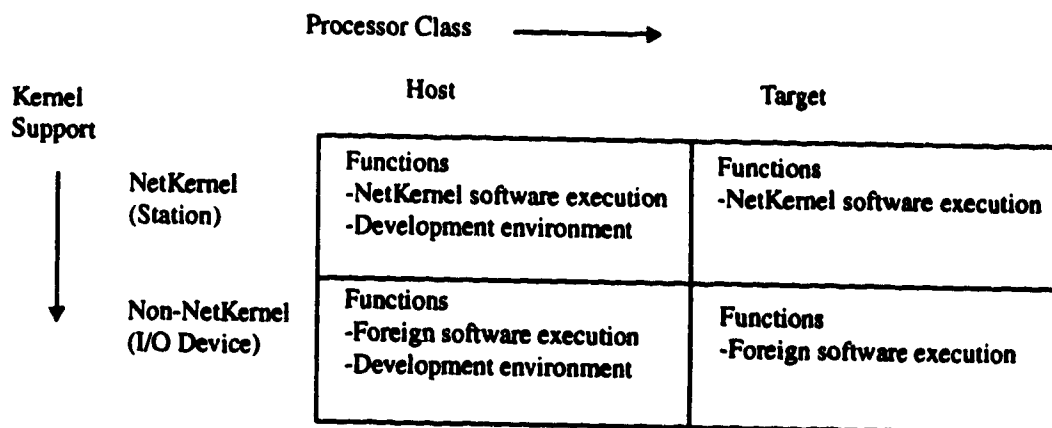 Processor Class
Host
Target
Kernel
Support
NetKernel
(Station)
Functions
-NetKernel software execution
-Development environment
Functions
-NetKernel software execution
Non-NetKernel
(I/O Device)
Functions
-Foreign software execution
-Development environment
Functions
-Foreign software execution